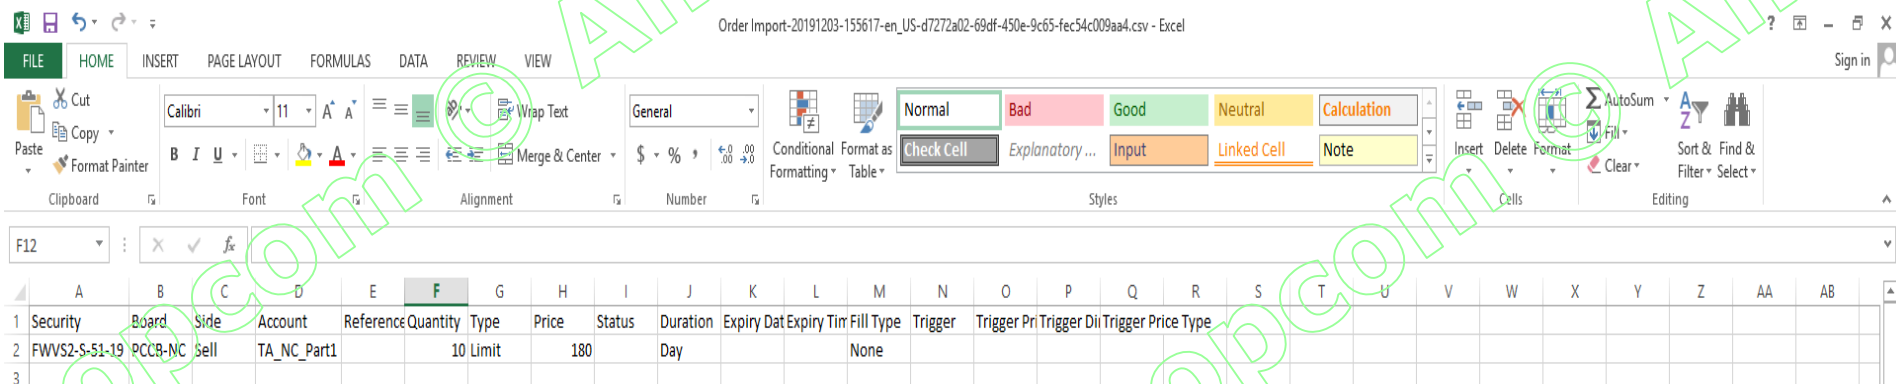 Order Import-20191203-155617-en_US-d7272a02-69df-450e-9c65-fec54c009aa4.csv - Excel
FILE HOME INSERT PAGE LAYOUT FORMULAS DATA REVIEW VIEW Sign in
Cut
Copy
Format Painter
Paste
Clipboard
Calibri 11
B I U
Font
Wrap Text
Merge & Center
Alignment
General
$ % ,
Number
Conditional Formatting
Format as Table
Normal Bad Good Neutral Calculation
Check Cell Explanatory ... Input Linked Cell Note
Styles
Insert Delete Format
Cells
AutoSum
Fill
Clear
Sort & Filter
Find & Select
Editing
F12 fx
A B C D E F G H I J K L M N O P Q R S T U V W X Y Z AA AB
1 Security Board Side Account Reference Quantity Type Price Status Duration Expiry Dat Expiry Tim Fill Type Trigger Trigger Pri Trigger Di Trigger Price Type
2 FWVS2-S-51-19 PCCB-NC Sell TA_NC_Part1 10 Limit 180 Day None
3